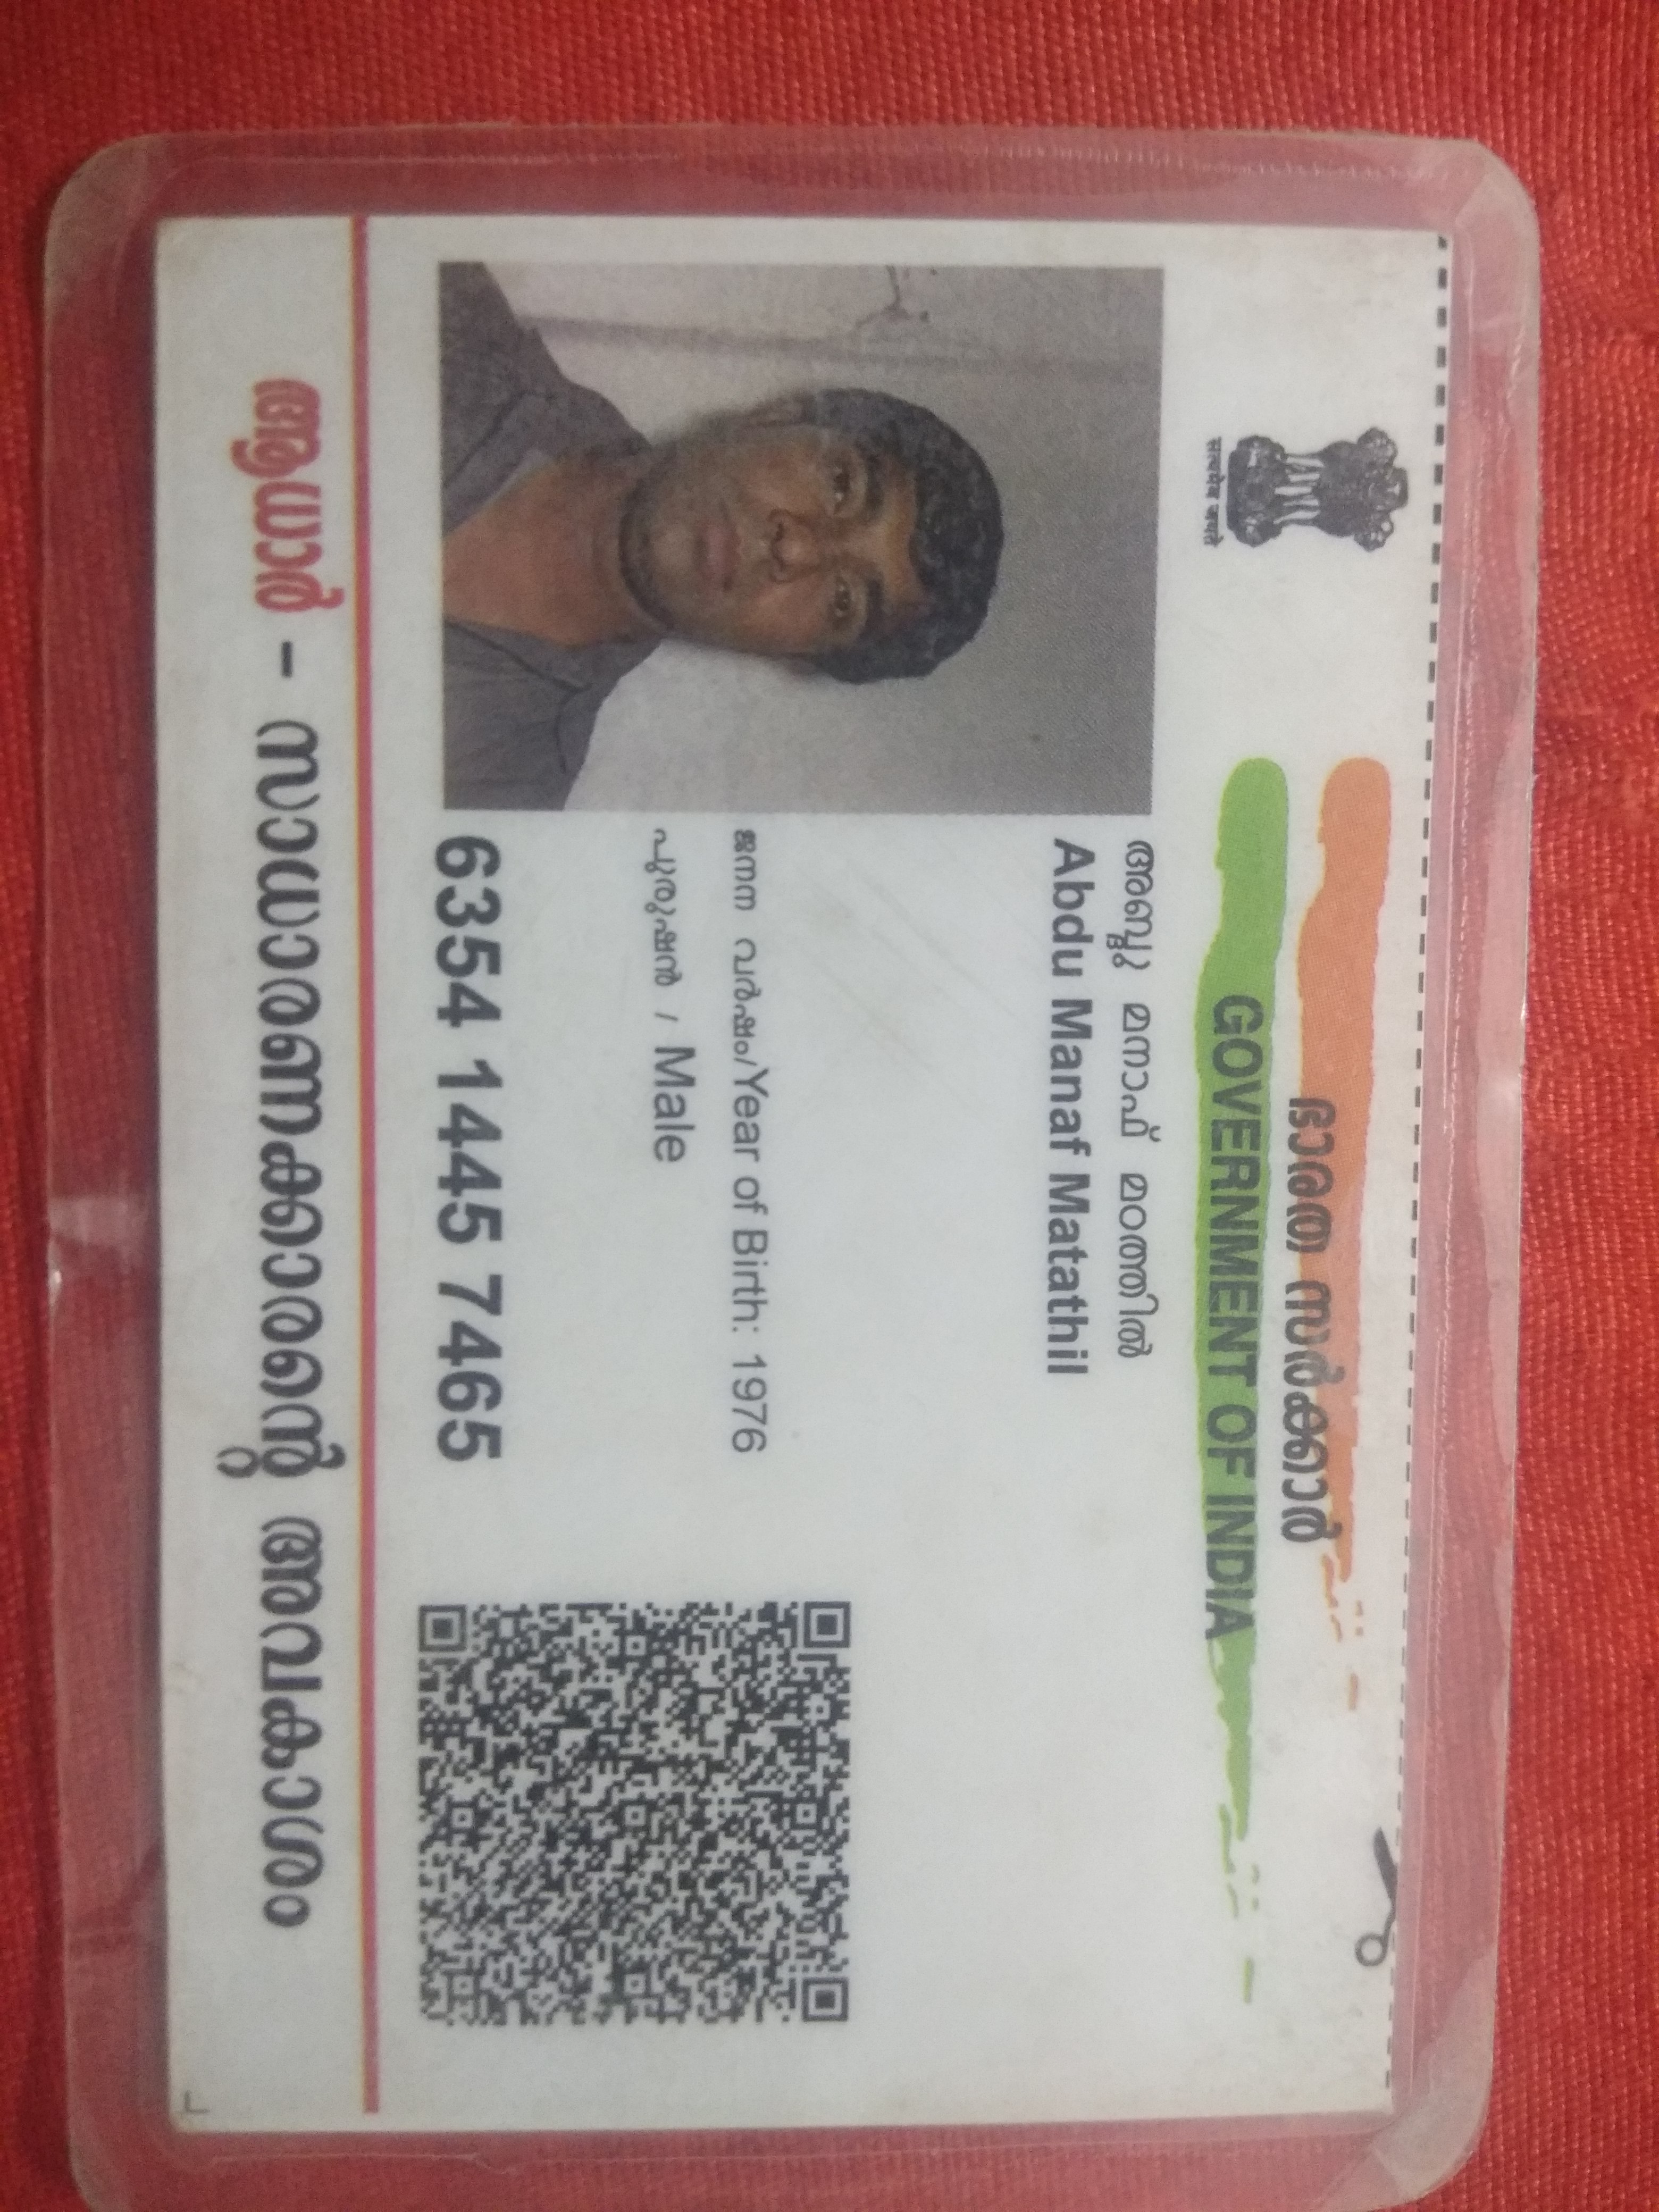 ഭാരത സർക്കാർ
GOVERNMENT OF INDIA
सत्यमेव जयते
അബ്ദു മനാഫ് മഠത്തിൽ
Abdu Manaf Matathil
ജനന വർഷം/Year of Birth: 1976
പുരുഷൻ / Male
6354 1445 7465
ആധാർ - സാധാരണക്കാരന്റെ അവകാശം